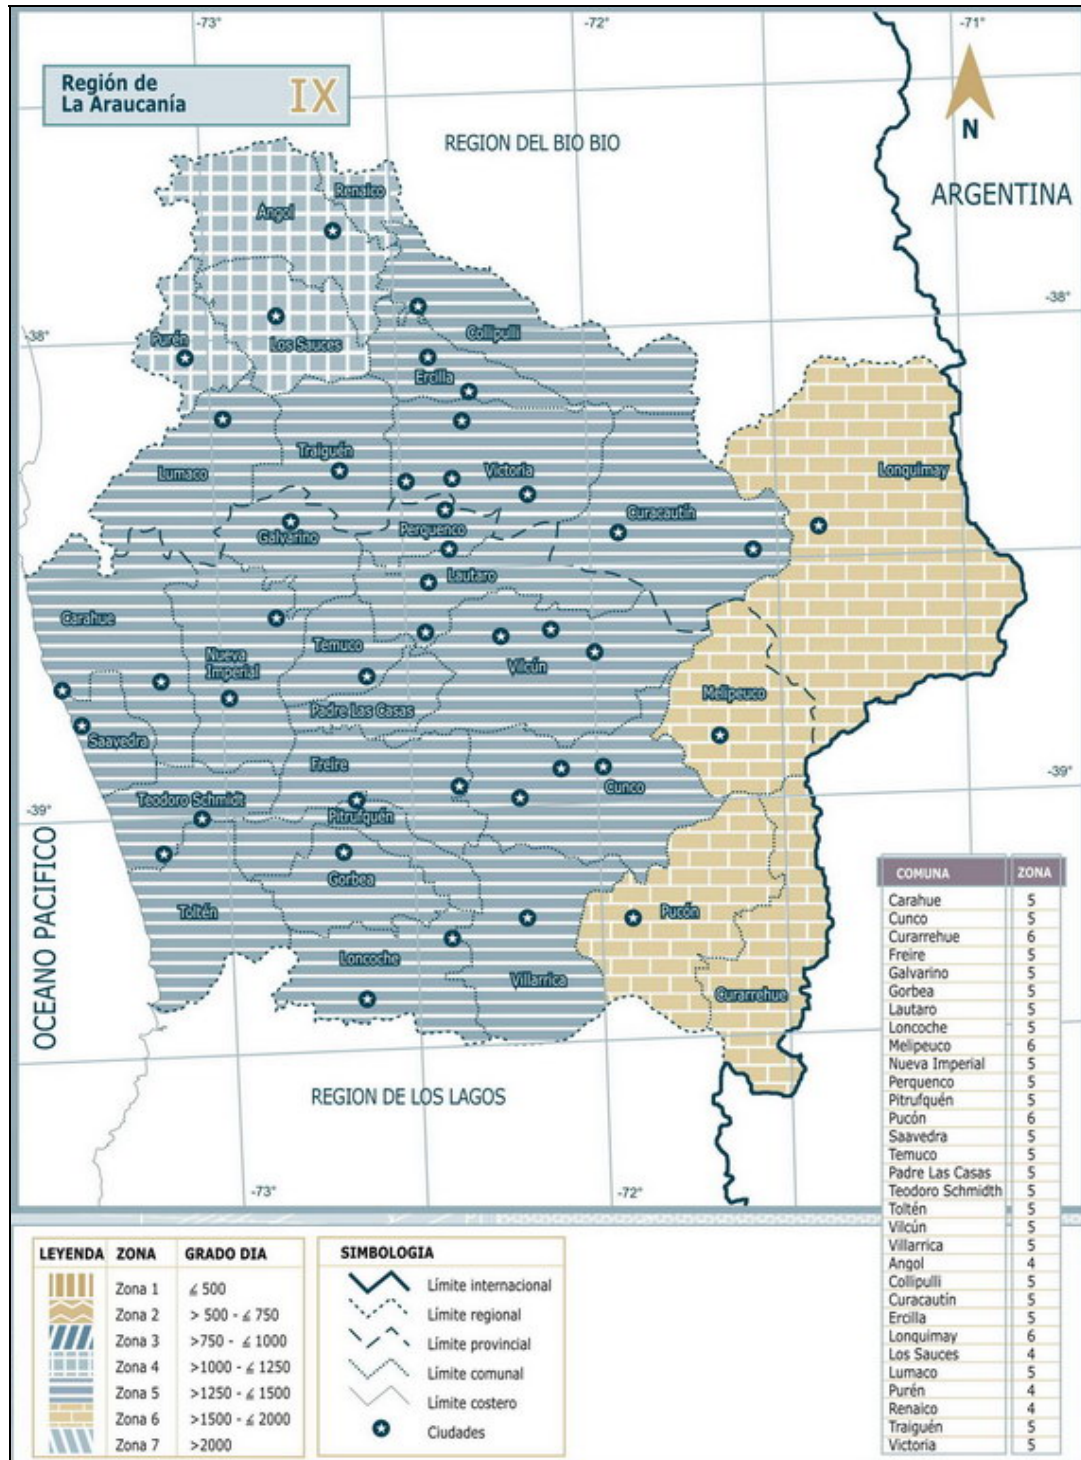 -73°
-72°
-71°
Región de
La Araucanía
IX
REGION DEL BIO BIO
N
ARGENTINA
Renaico
Angol
-38°
-38°
Collipulli
Purén
Los Sauces
Ercilla
Traiguén
Lumaco
Victoria
Lonquimay
Curacautín
Perquenco
Galvarino
Lautaro
Carahue
Temuco
Nueva
Imperial
Vilcún
Melipeuco
Padre Las Casas
Saavedra
Freire
-39°
Cunco
Teodoro Schmidt
-39°
Pitrufquén
OCEANO PACIFICO
Gorbea
Toltén
Pucón
Loncoche
Villarrica
Curarrehue
REGION DE LOS LAGOS
-73°
-72°
COMUNA ZONA
Carahue 5
Cunco 5
Curarrehue 6
Freire 5
Galvarino 5
Gorbea 5
Lautaro 5
Loncoche 5
Melipeuco 6
Nueva Imperial 5
Perquenco 5
Pitrufquén 5
Pucón 6
Saavedra 5
Temuco 5
Padre Las Casas 5
Teodoro Schmidth 5
Toltén 5
Vilcún 5
Villarrica 5
Angol 4
Collipulli 5
Curacautín 5
Ercilla 5
Lonquimay 6
Los Sauces 4
Lumaco 5
Purén 4
Renaico 4
Traiguén 5
Victoria 5
LEYENDA ZONA GRADO DIA
Zona 1 ≤ 500
Zona 2 > 500 - ≤ 750
Zona 3 >750 - ≤ 1000
Zona 4 >1000 - ≤ 1250
Zona 5 >1250 - ≤ 1500
Zona 6 >1500 - ≤ 2000
Zona 7 >2000
SIMBOLOGIA
Límite internacional
Límite regional
Límite provincial
Límite comunal
Límite costero
Ciudades